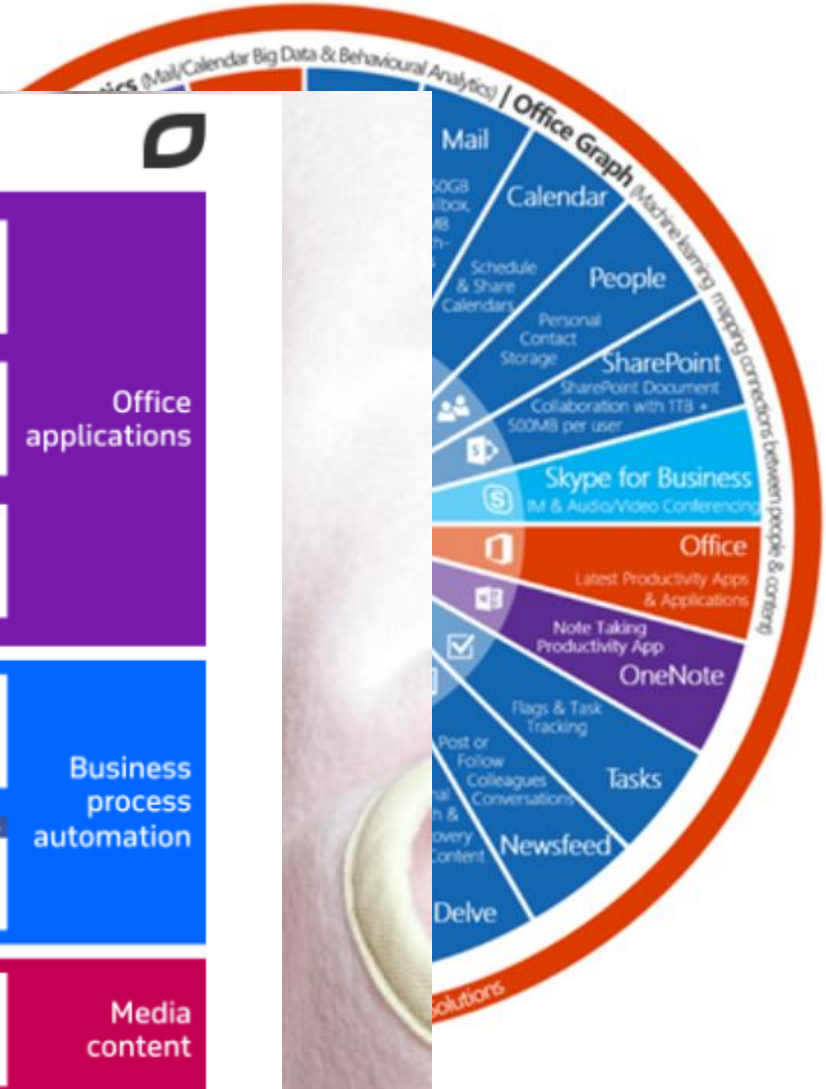 tics (Mail/Calendar Big Data & Behavioural Analytics) | Office Graph (Machine learning mapping connections between people & content)
Mail
50GB
Calendar
Schedule
& Share
Calendars
People
Personal
Contact
Storage
SharePoint
SharePoint Document
Collaboration with 1TB +
500MB per user
Skype for Business
IM & Audio/Video Conferencing
Office
Latest Productivity Apps
& Applications
Note Taking
Productivity App
OneNote
Flags & Task
Tracking
Tasks
Post or
Follow
Colleagues
Conversations
Newsfeed
Delve
Solutions
Office
applications
Business
process
automation
Media
content